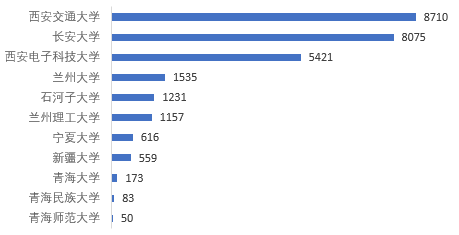 西安交通大学 8710
长安大学 8075
西安电子科技大学 5421
兰州大学 1535
石河子大学 1231
兰州理工大学 1157
宁夏大学 616
新疆大学 559
青海大学 173
青海民族大学 83
青海师范大学 50